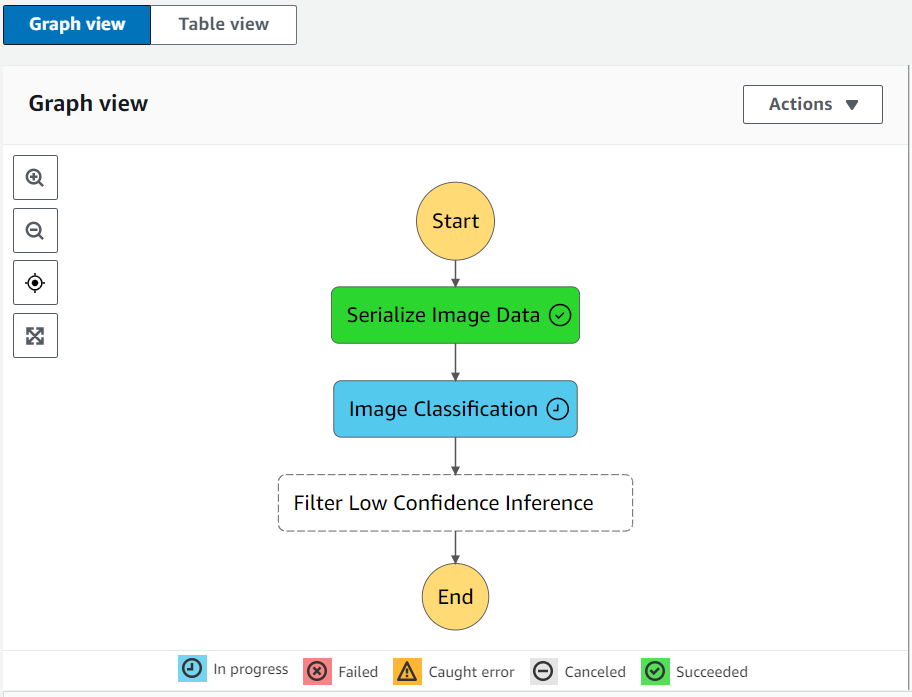 Graph view Table view
Graph view
Actions
Start
Serialize Image Data
Image Classification
Filter Low Confidence Inference
End
In progress Failed Caught error Canceled Succeeded